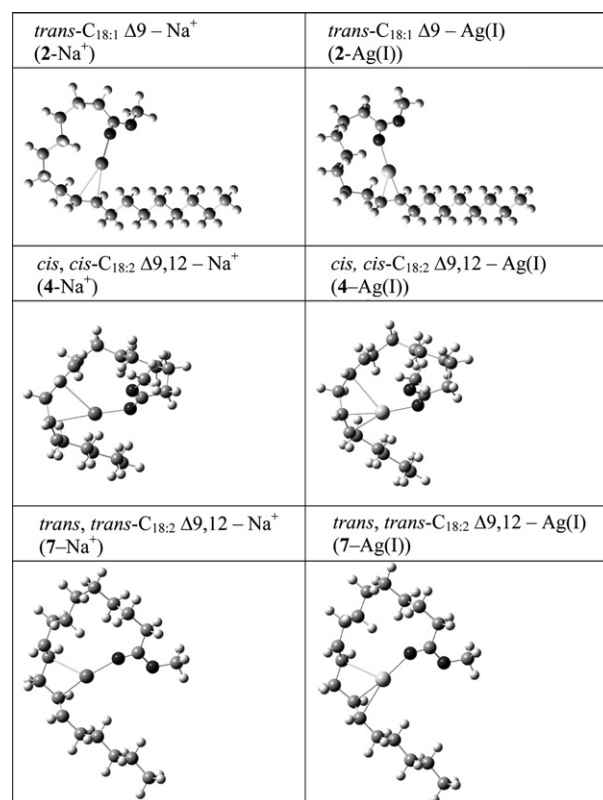 trans-C₁₈:₁ Δ9 – Na⁺
(2-Na⁺)
trans-C₁₈:₁ Δ9 – Ag(I)
(2-Ag(I))
cis, cis-C₁₈:₂ Δ9,12 – Na⁺
(4-Na⁺)
cis, cis-C₁₈:₂ Δ9,12 – Ag(I)
(4–Ag(I))
trans, trans-C₁₈:₂ Δ9,12 – Na⁺
(7–Na⁺)
trans, trans-C₁₈:₂ Δ9,12 – Ag(I)
(7–Ag(I))